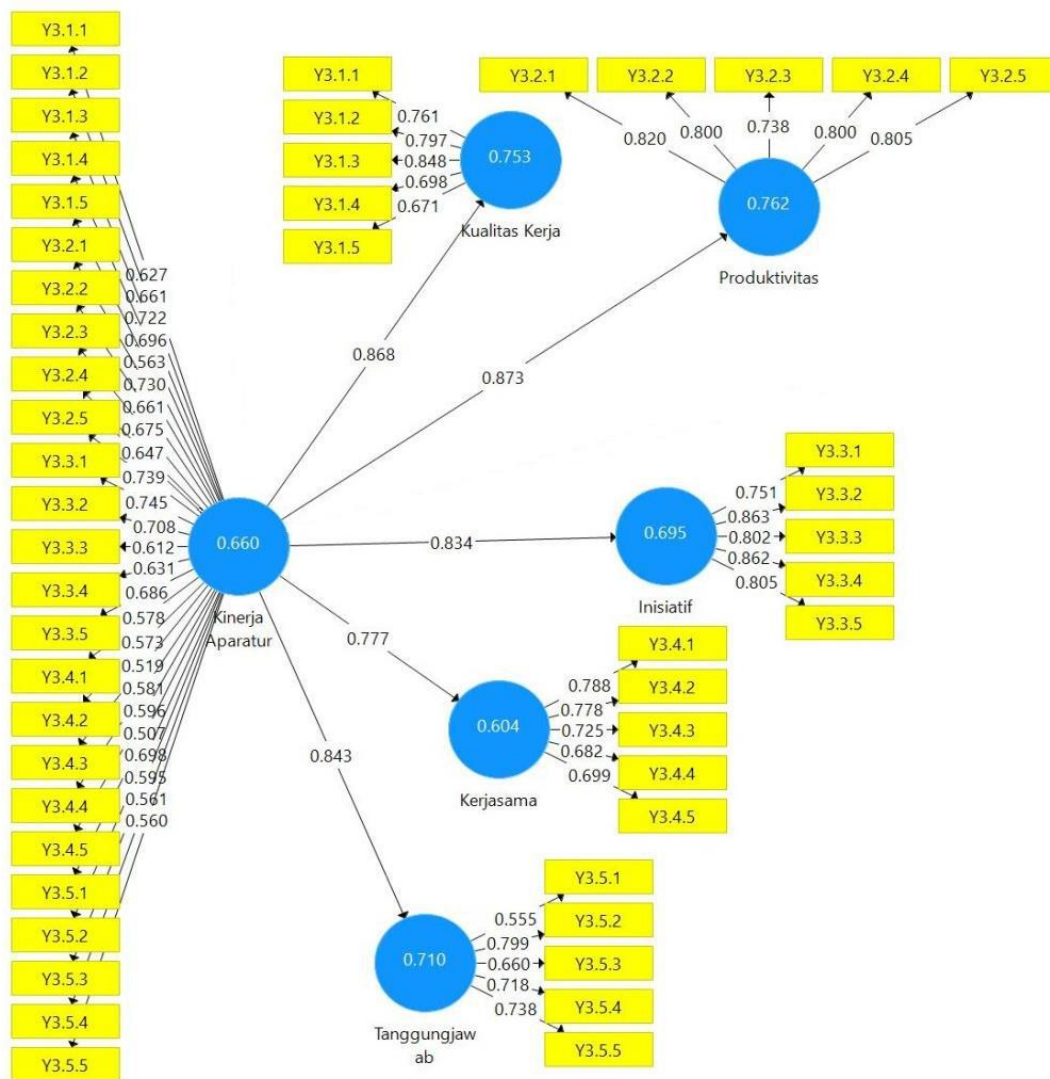 Y3.1.1
Y3.1.2
Y3.1.3
Y3.1.4
Y3.1.5
Y3.2.1
Y3.2.2
Y3.2.3
Y3.2.4
Y3.2.5
Y3.3.1
Y3.3.2
Y3.3.3
Y3.3.4
Y3.3.5
Y3.4.1
Y3.4.2
Y3.4.3
Y3.4.4
Y3.4.5
Y3.5.1
Y3.5.2
Y3.5.3
Y3.5.4
Y3.5.5
0.627
0.661
0.722
0.696
0.563
0.730
0.661
0.675
0.647
0.739
0.745
0.708
0.612
0.631
0.686
0.578
0.573
0.519
0.581
0.596
0.507
0.698
0.595
0.561
0.560
0.660
Kinerja
Aparatur
0.868
0.873
0.834
0.777
0.843
Y3.1.1
Y3.1.2
Y3.1.3
Y3.1.4
Y3.1.5
0.761
0.797
0.848
0.698
0.671
0.753
Kualitas Kerja
Y3.2.1
Y3.2.2
Y3.2.3
Y3.2.4
Y3.2.5
0.820
0.800
0.738
0.800
0.805
0.762
Produktivitas
0.695
Inisiatif
0.751
0.863
0.802
0.862
0.805
Y3.3.1
Y3.3.2
Y3.3.3
Y3.3.4
Y3.3.5
0.604
Kerjasama
0.788
0.778
0.725
0.682
0.699
Y3.4.1
Y3.4.2
Y3.4.3
Y3.4.4
Y3.4.5
0.710
Tanggungjaw
ab
0.555
0.799
0.660
0.718
0.738
Y3.5.1
Y3.5.2
Y3.5.3
Y3.5.4
Y3.5.5